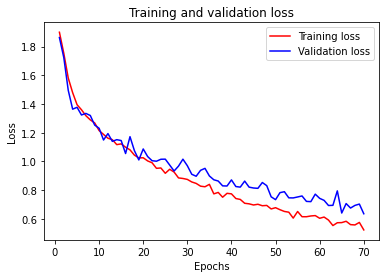 Training and validation loss
Training loss
Validation loss
1.8
1.6
1.4
1.2
1.0
0.8
0.6
Loss
0 10 20 30 40 50 60 70
Epochs